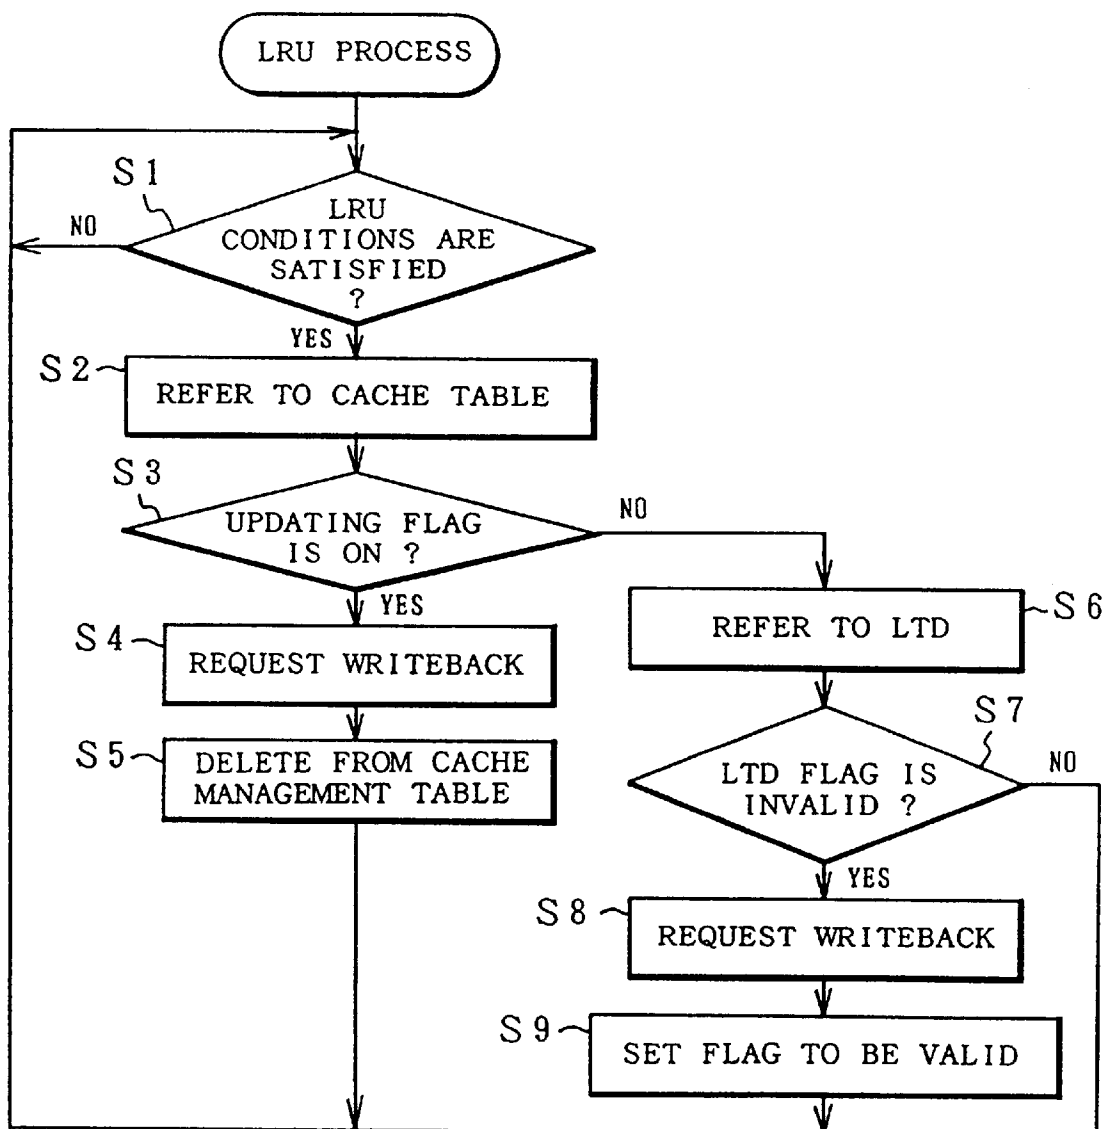 LRU PROCESS
S1
NO
LRU
CONDITIONS ARE
SATISFIED
?
YES
S2
REFER TO CACHE TABLE
S3
UPDATING FLAG
IS ON ?
NO
YES
S4
REQUEST WRITEBACK
S5
DELETE FROM CACHE
MANAGEMENT TABLE
S6
REFER TO LTD
S7
LTD FLAG IS
INVALID ?
NO
YES
S8
REQUEST WRITEBACK
S9
SET FLAG TO BE VALID